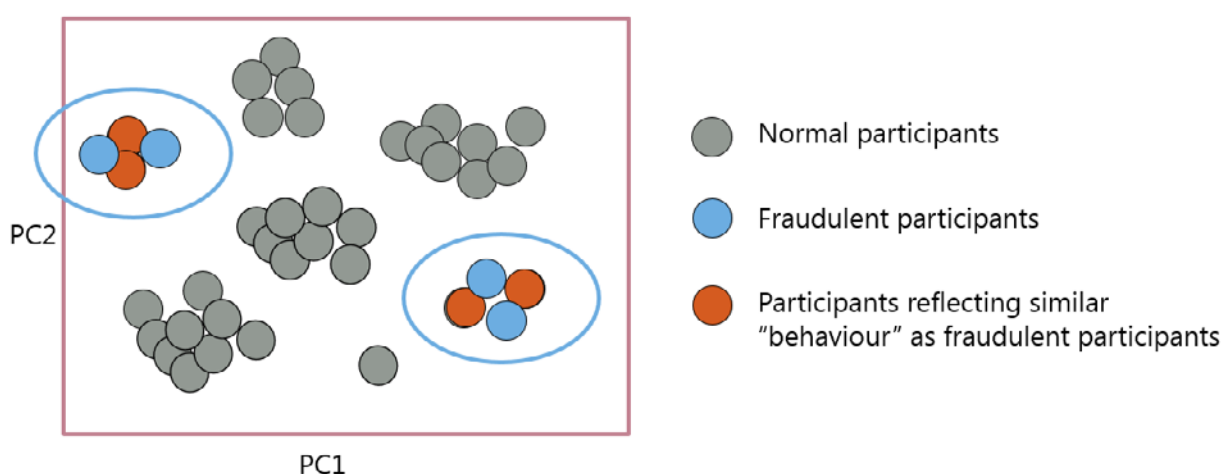 PC2
PC1
Normal participants
Fraudulent participants
Participants reflecting similar
“behaviour” as fraudulent participants